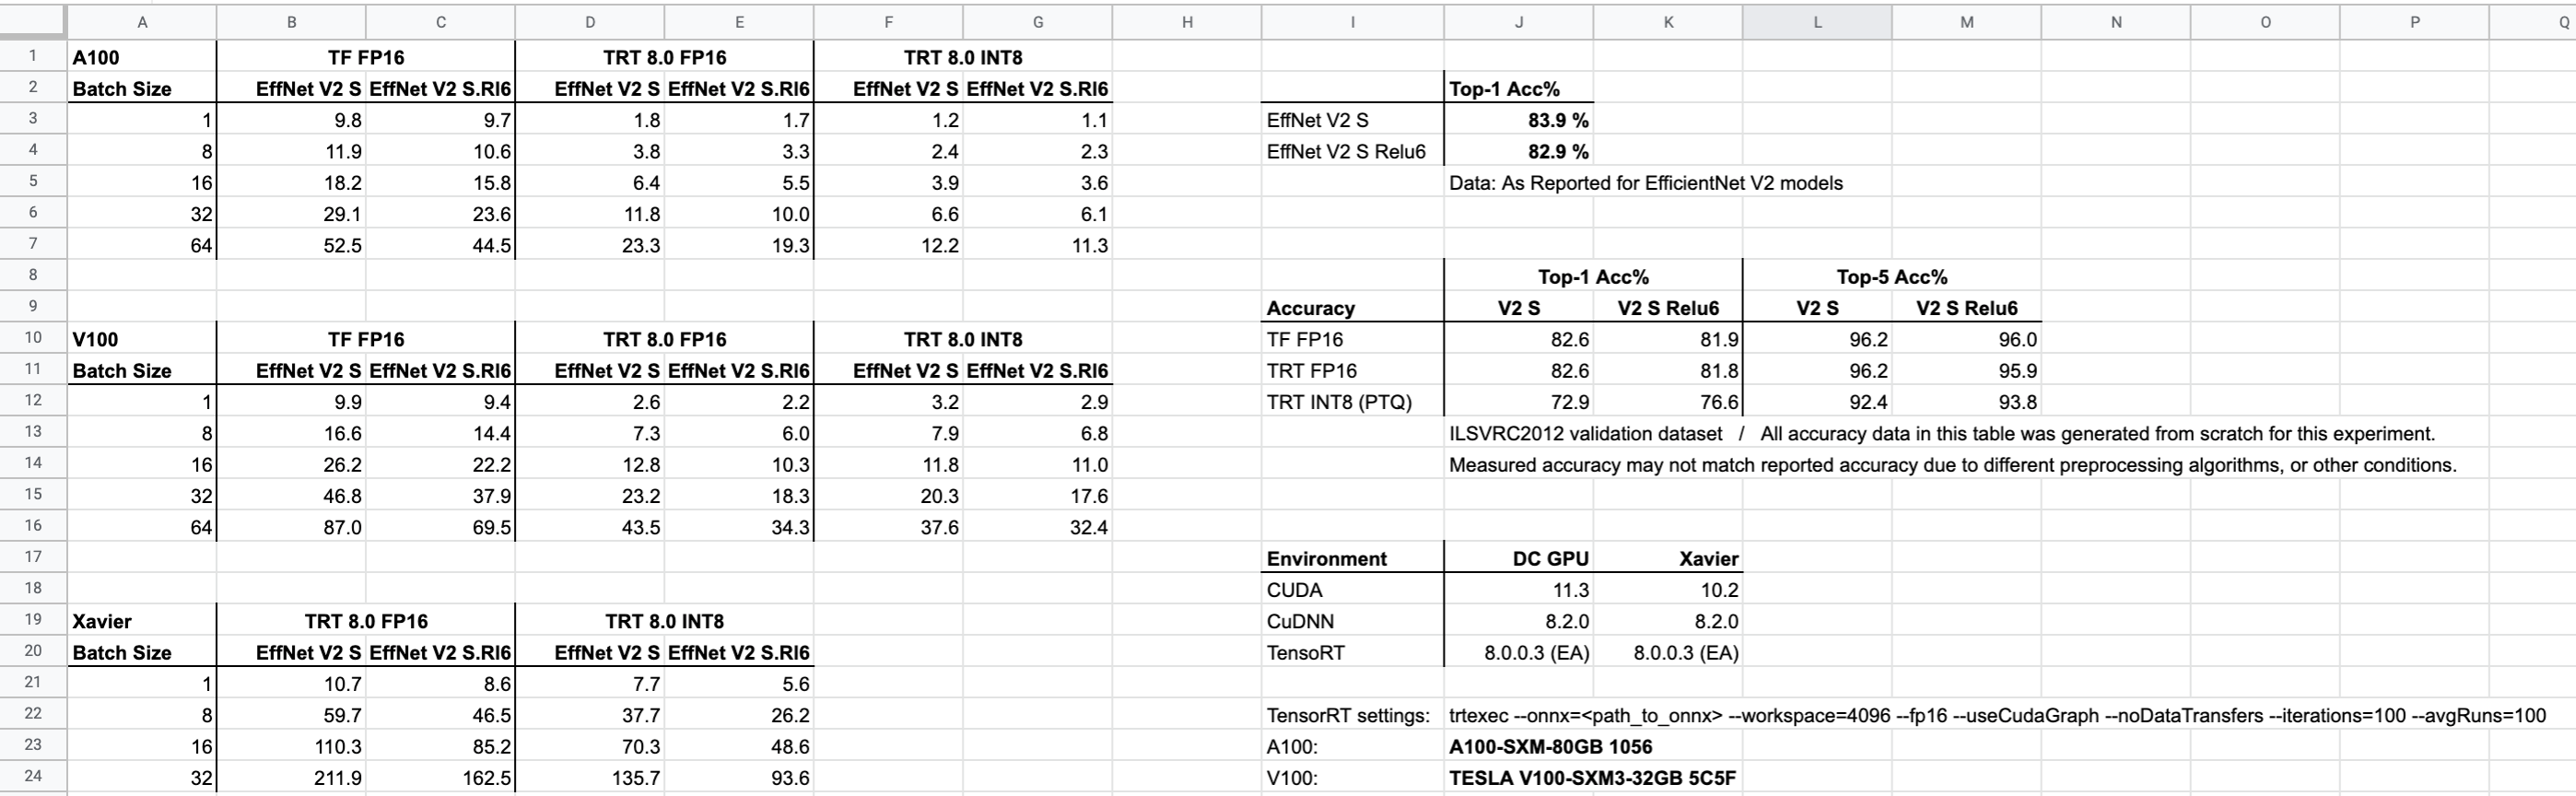 A B C D E F G H I J K L M N O P Q
1 A100 TF FP16 TRT 8.0 FP16 TRT 8.0 INT8
2 Batch Size EffNet V2 S EffNet V2 S.Rl6 EffNet V2 S EffNet V2 S.Rl6 EffNet V2 S EffNet V2 S.Rl6 Top-1 Acc%
3 1 9.8 9.7 1.8 1.7 1.2 1.1 EffNet V2 S 83.9 %
4 8 11.9 10.6 3.8 3.3 2.4 2.3 EffNet V2 S Relu6 82.9 %
5 16 18.2 15.8 6.4 5.5 3.9 3.6 Data: As Reported for EfficientNet V2 models
6 32 29.1 23.6 11.8 10.0 6.6 6.1
7 64 52.5 44.5 23.3 19.3 12.2 11.3
8 Top-1 Acc% Top-5 Acc%
9 Accuracy V2 S V2 S Relu6 V2 S V2 S Relu6
10 V100 TF FP16 TRT 8.0 FP16 TRT 8.0 INT8 TF FP16 82.6 81.9 96.2 96.0
11 Batch Size EffNet V2 S EffNet V2 S.Rl6 EffNet V2 S EffNet V2 S.Rl6 EffNet V2 S EffNet V2 S.Rl6 TRT FP16 82.6 81.8 96.2 95.9
12 1 9.9 9.4 2.6 2.2 3.2 2.9 TRT INT8 (PTQ) 72.9 76.6 92.4 93.8
13 8 16.6 14.4 7.3 6.0 7.9 6.8 ILSVRC2012 validation dataset / All accuracy data in this table was generated from scratch for this experiment.
14 16 26.2 22.2 12.8 10.3 11.8 11.0 Measured accuracy may not match reported accuracy due to different preprocessing algorithms, or other conditions.
15 32 46.8 37.9 23.2 18.3 20.3 17.6
16 64 87.0 69.5 43.5 34.3 37.6 32.4
17 Environment DC GPU Xavier
18 CUDA 11.3 10.2
19 Xavier TRT 8.0 FP16 TRT 8.0 INT8 CuDNN 8.2.0 8.2.0
20 Batch Size EffNet V2 S EffNet V2 S.Rl6 EffNet V2 S EffNet V2 S.Rl6 TensoRT 8.0.0.3 (EA) 8.0.0.3 (EA)
21 1 10.7 8.6 7.7 5.6
22 8 59.7 46.5 37.7 26.2 TensorRT settings: trtexec --onnx=<path_to_onnx> --workspace=4096 --fp16 --useCudaGraph --noDataTransfers --iterations=100 --avgRuns=100
23 16 110.3 85.2 70.3 48.6 A100: A100-SXM-80GB 1056
24 32 211.9 162.5 135.7 93.6 V100: TESLA V100-SXM3-32GB 5C5F